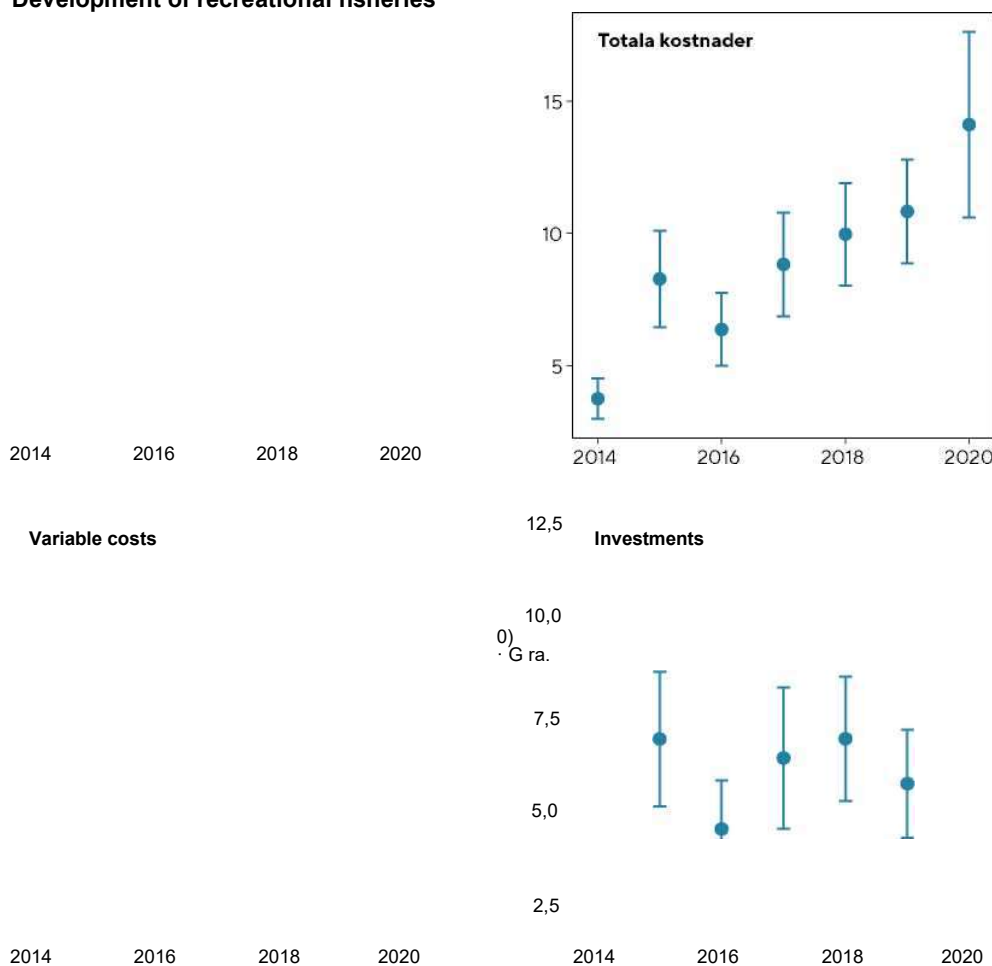 Development of recreational fisheries
Totala kostnader
15
10
5
2014 2016 2018 2020
2014 2016 2018 2020
Variable costs
12,5
Investments
10,0
0)
· G ra.
7,5
5,0
2,5
2014 2016 2018 2020
2014 2016 2018 2020